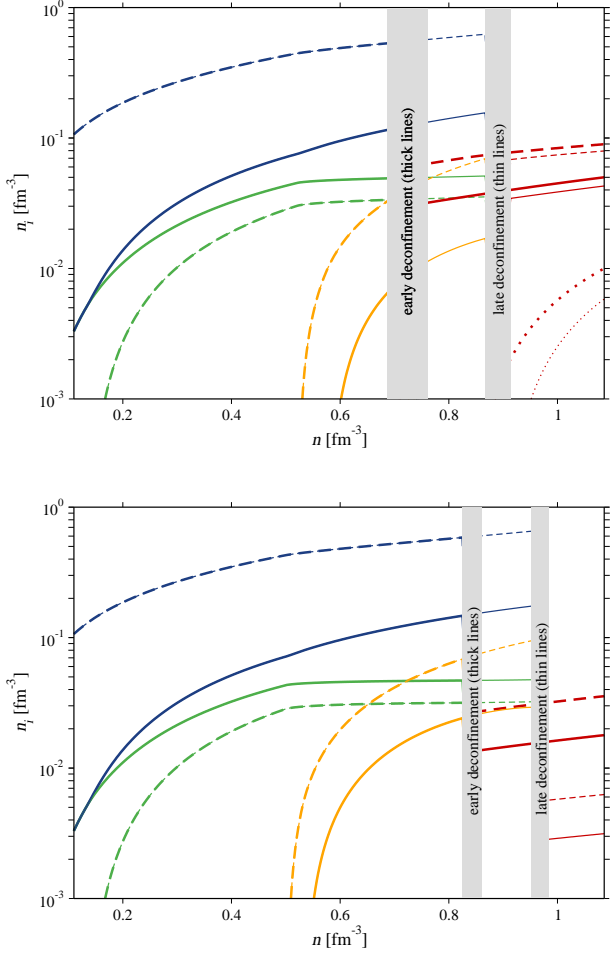 10^0
10^-1
10^-2
10^-3
n_i [fm^-3]
early deconfinement (thick lines)
late deconfinement (thin lines)
0.2 0.4 0.6 0.8 1
n [fm^-3]
10^0
10^-1
10^-2
10^-3
n_i [fm^-3]
early deconfinement (thick lines)
late deconfinement (thin lines)
0.2 0.4 0.6 0.8 1
n [fm^-3]